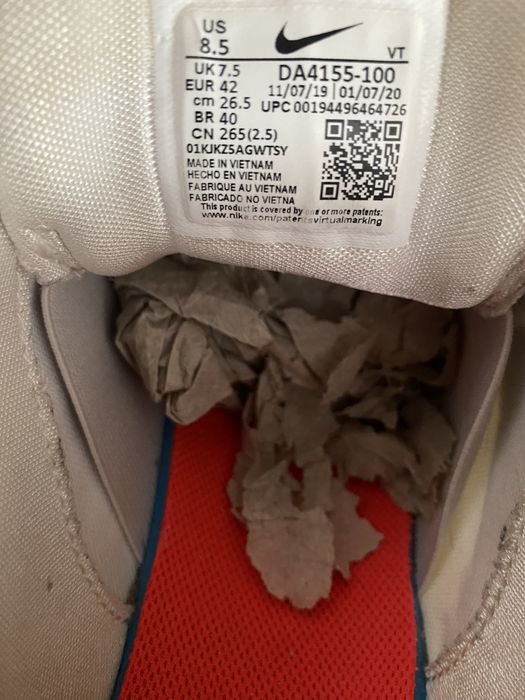 US
8.5
VT
UK 7.5
EUR 42
cm 26.5
BR 40
CN 265(2.5)
DA4155-100
11/07/19 | 01/07/20
UPC 00194496464726
01KJKZ5AGWTSY
MADE IN VIETNAM
HECHO EN VIETNAM
FABRIQUE AU VIETNAM
FABRICADO NO VIETNA
This product is covered by one or more patents:
www.nike.com/patentsvirtualmarking